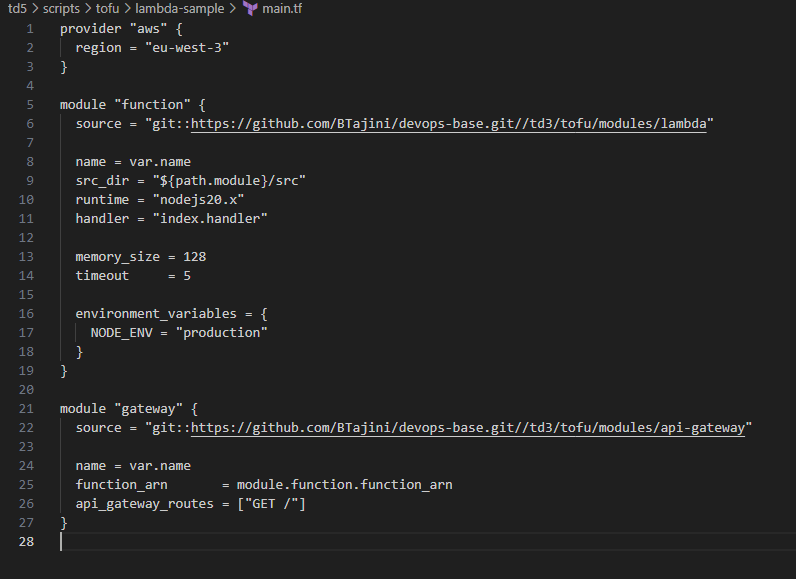 td5 > scripts > tofu > lambda-sample > main.tf
1 provider "aws" {
2   region = "eu-west-3"
3 }
4
5 module "function" {
6   source = "git::https://github.com/BTajini/devops-base.git//td3/tofu/modules/lambda"
7
8   name = var.name
9   src_dir = "${path.module}/src"
10   runtime = "nodejs20.x"
11   handler = "index.handler"
12
13   memory_size = 128
14   timeout     = 5
15
16   environment_variables = {
17     NODE_ENV = "production"
18   }
19 }
20
21 module "gateway" {
22   source = "git::https://github.com/BTajini/devops-base.git//td3/tofu/modules/api-gateway"
23
24   name = var.name
25   function_arn       = module.function.function_arn
26   api_gateway_routes = ["GET /"]
27 }
28